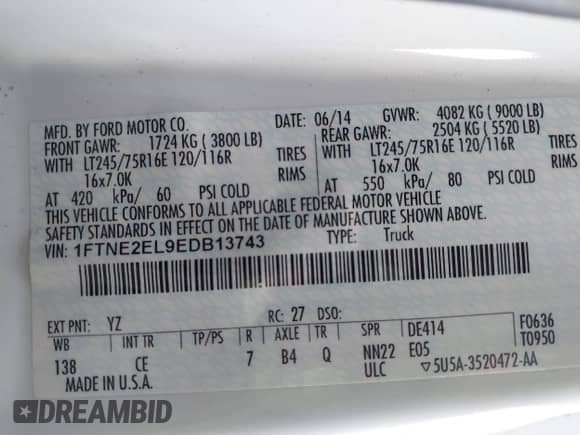 MFD. BY FORD MOTOR CO.
DATE: 06/14 GVWR: 4082 KG ( 9000 LB)
FRONT GAWR: 1724 KG ( 3800 LB) REAR GAWR: 2504 KG ( 5520 LB)
WITH LT245/75R16E 120/116R TIRES WITH LT245/75R16E 120/116R TIRES
16x7.0K RIMS 16x7.0K RIMS
AT 420 kPa/ 60 PSI COLD AT 550 kPa/ 80 PSI COLD
THIS VEHICLE CONFORMS TO ALL APPLICABLE FEDERAL MOTOR VEHICLE
SAFETY STANDARDS IN EFFECT ON THE DATE OF MANUFACTURE SHOWN ABOVE.
VIN: 1FTNE2EL9EDB13743 TYPE: Truck
EXT PNT: YZ RC: 27 DSO:
WB INT TR TP/PS R AXLE TR SPR DE414 F0636
138 CE 7 B4 Q NN22 E05 T0950
MADE IN U.S.A. ULC ▽5U5A-3520472-AA
DREAMBID